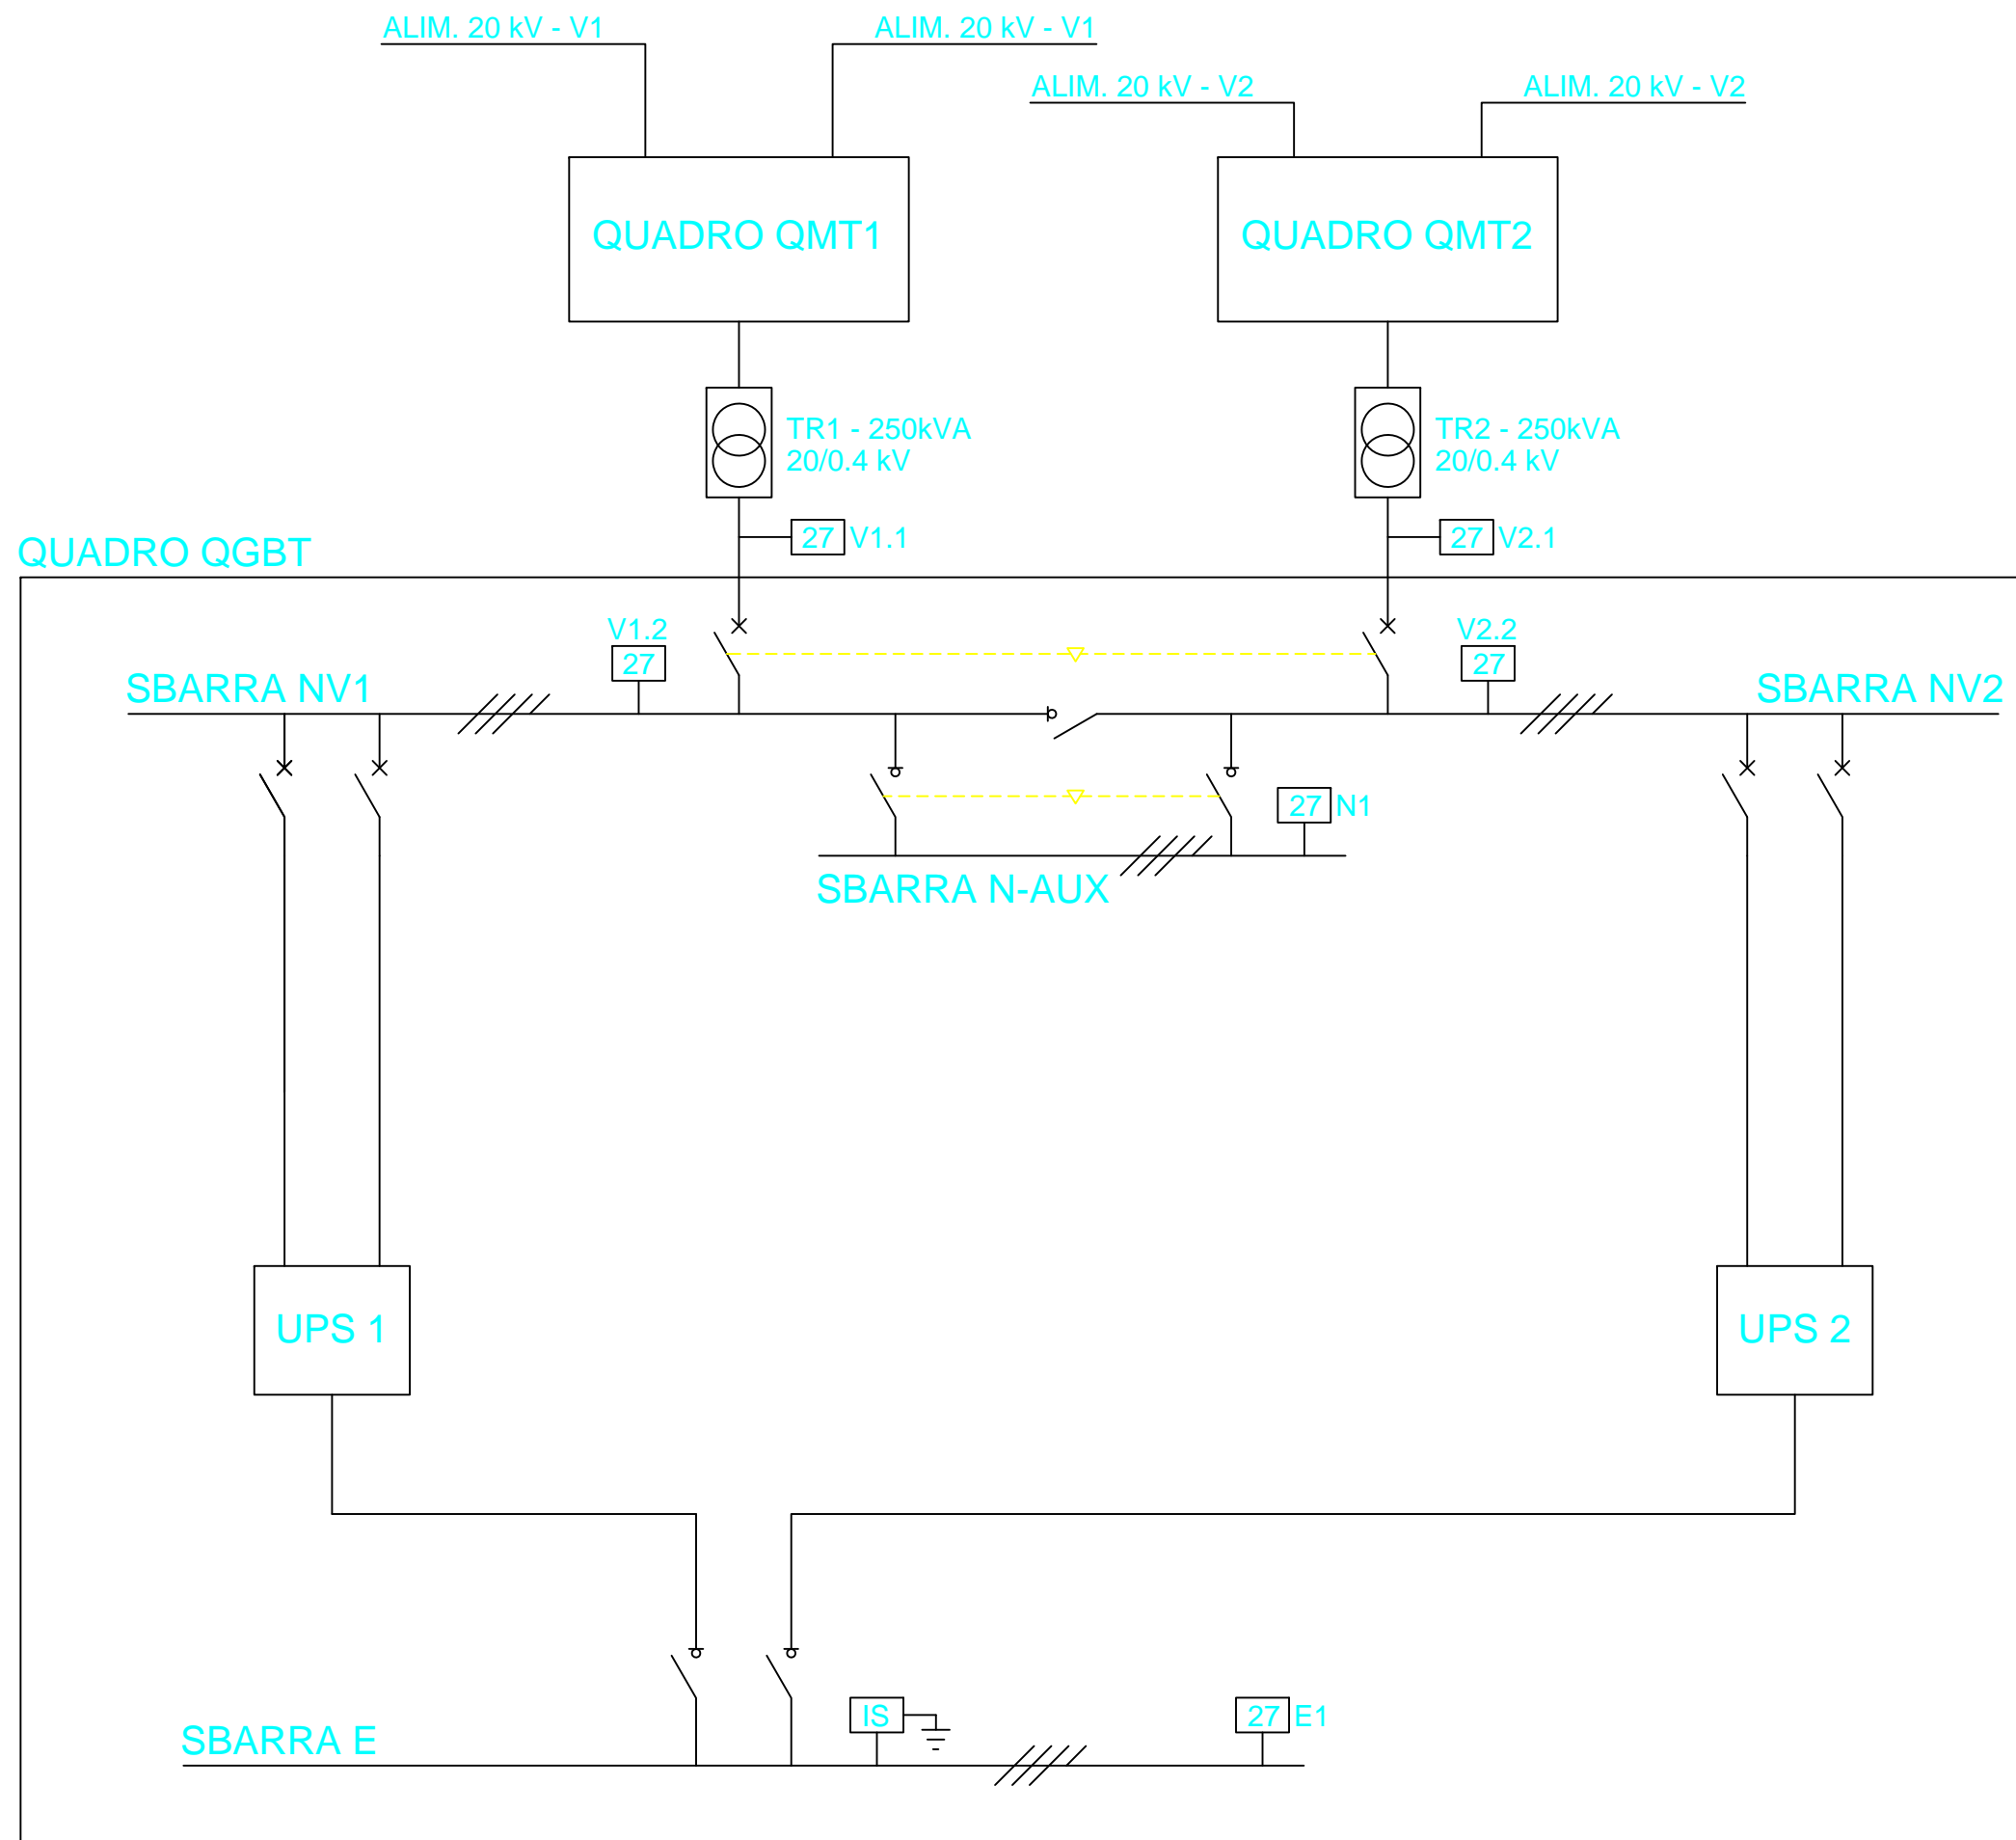 ALIM. 20 kV - V1
ALIM. 20 kV - V1
ALIM. 20 kV - V2
ALIM. 20 kV - V2
QUADRO QMT1
QUADRO QMT2
TR1 - 250kVA
20/0.4 kV
TR2 - 250kVA
20/0.4 kV
27 V1.1
27 V2.1
QUADRO QGBT
V1.2
27
V2.2
27
SBARRA NV1
SBARRA NV2
27 N1
SBARRA N-AUX
UPS 1
UPS 2
IS
27 E1
SBARRA E